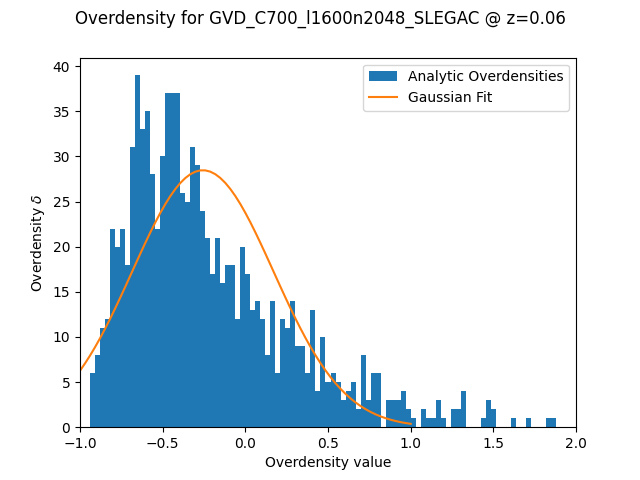 Overdensity for GVD_C700_l1600n2048_SLEGAC @ z=0.06
Analytic Overdensities
Gaussian Fit
Overdensity δ
40
35
30
25
20
15
10
5
0
−1.0 −0.5 0.0 0.5 1.0 1.5 2.0
Overdensity value